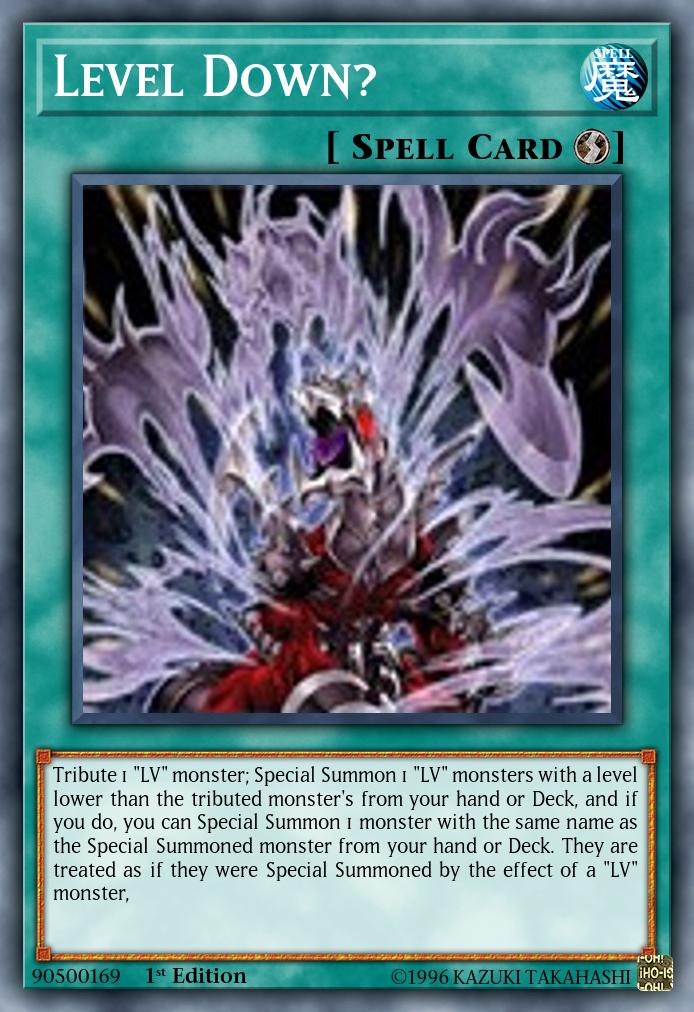 Level Down?
SPELL
魔
[ Spell Card ]
Tribute 1 "LV" monster; Special Summon 1 "LV" monsters with a level
lower than the tributed monster's from your hand or Deck, and if
you do, you can Special Summon 1 monster with the same name as
the Special Summoned monster from your hand or Deck. They are
treated as if they were Special Summoned by the effect of a "LV"
monster,
90500169 1st Edition ©1996 KAZUKI TAKAHASHI